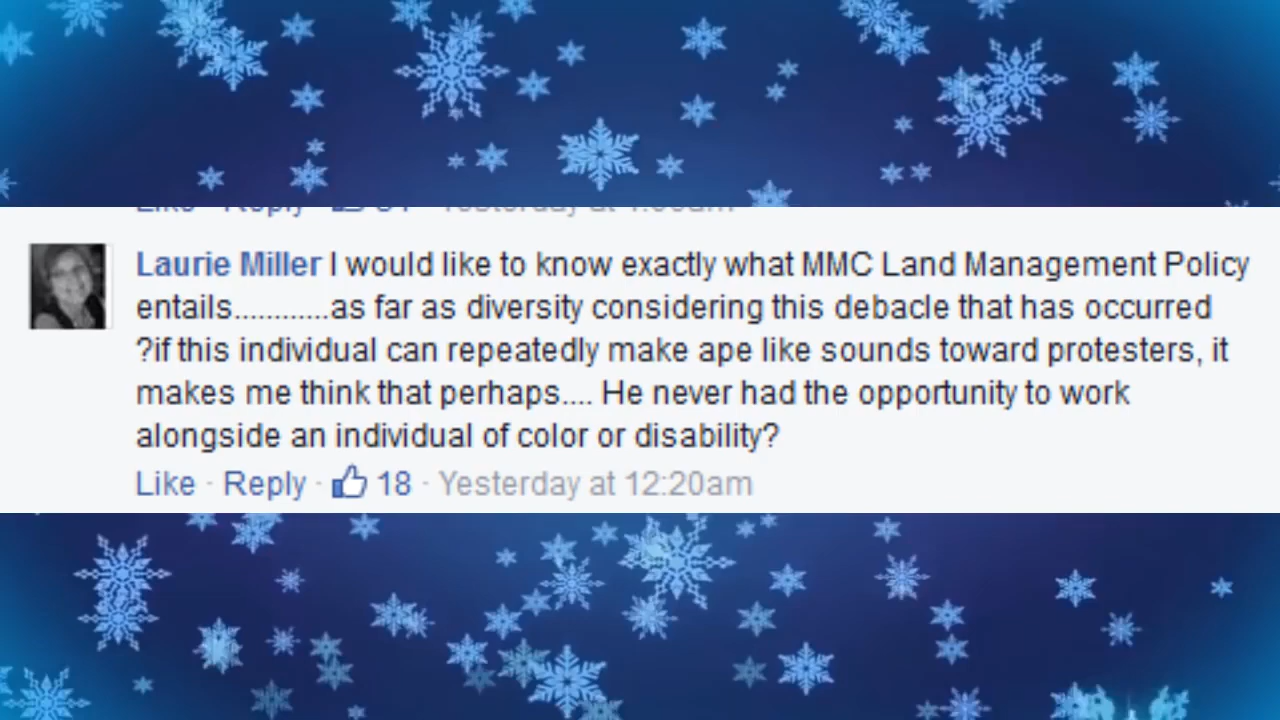 Laurie Miller I would like to know exactly what MMC Land Management Policy
entails............as far as diversity considering this debacle that has occurred
?if this individual can repeatedly make ape like sounds toward protesters, it
makes me think that perhaps.... He never had the opportunity to work
alongside an individual of color or disability?
Like · Reply · 18 · Yesterday at 12:20am